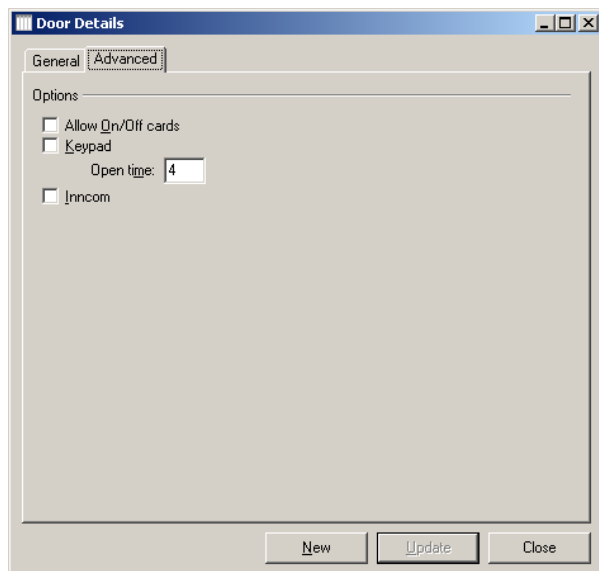 Door Details
General Advanced
Options
Allow On/Off cards
Keypad
Open time: 4
Inncom
New Update Close